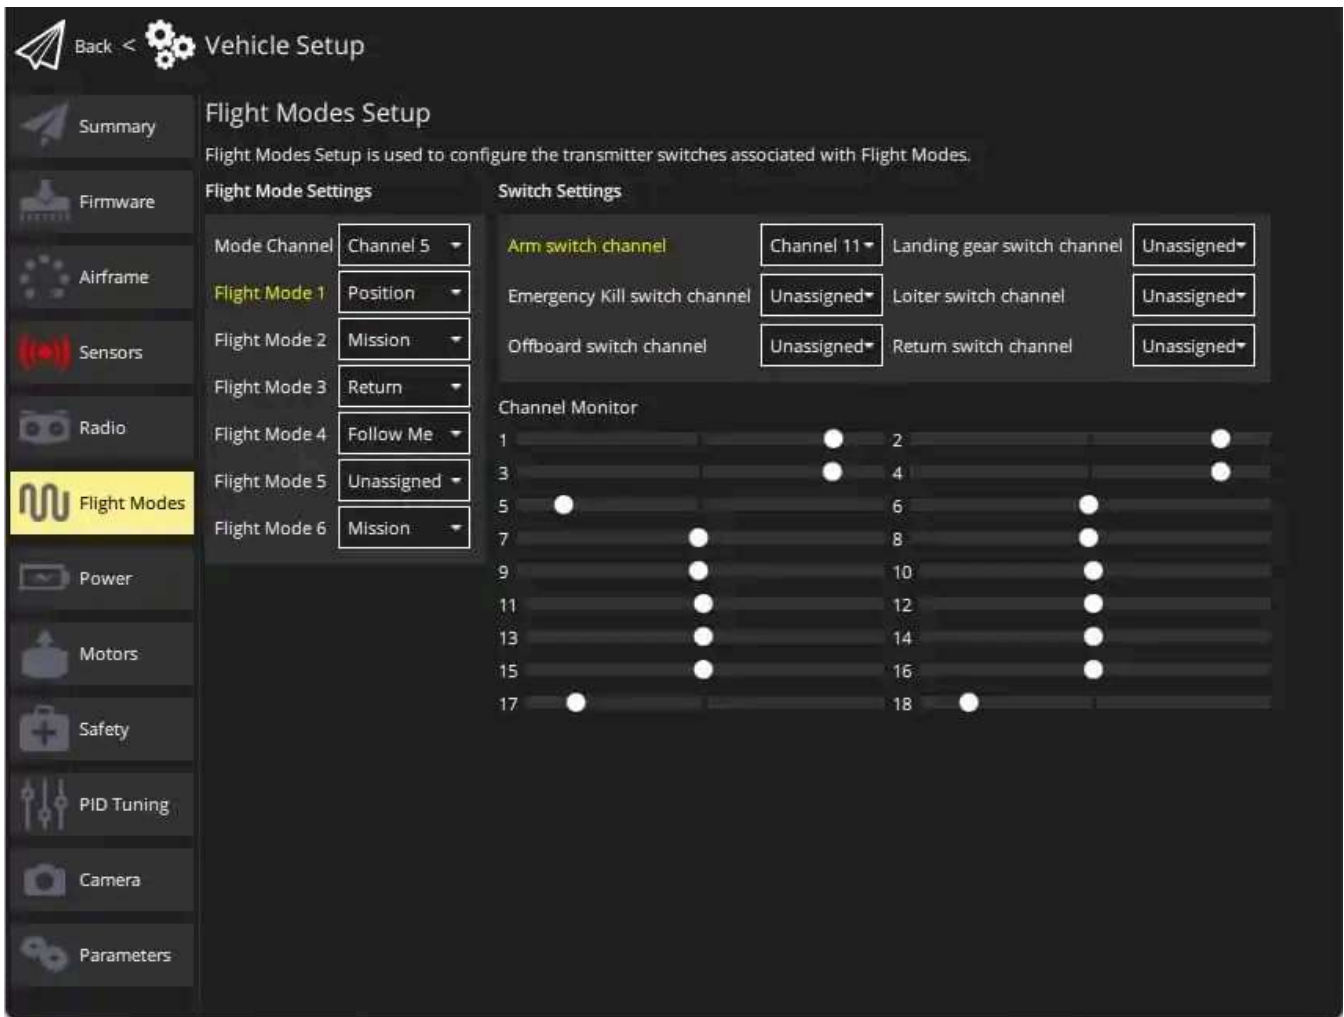 Back < Vehicle Setup
Summary
Firmware
Airframe
Sensors
Radio
Flight Modes
Power
Motors
Safety
PID Tuning
Camera
Parameters
Flight Modes Setup
Flight Modes Setup is used to configure the transmitter switches associated with Flight Modes.
Flight Mode Settings
Mode Channel Channel 5
Flight Mode 1 Position
Flight Mode 2 Mission
Flight Mode 3 Return
Flight Mode 4 Follow Me
Flight Mode 5 Unassigned
Flight Mode 6 Mission
Switch Settings
Arm switch channel Channel 11 Landing gear switch channel Unassigned
Emergency Kill switch channel Unassigned Loiter switch channel Unassigned
Offboard switch channel Unassigned Return switch channel Unassigned
Channel Monitor
1 2
3 4
5 6
7 8
9 10
11 12
13 14
15 16
17 18